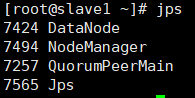 [root@slave1 ~]# jps
7424 DataNode
7494 NodeManager
7257 QuorumPeerMain
7565 Jps